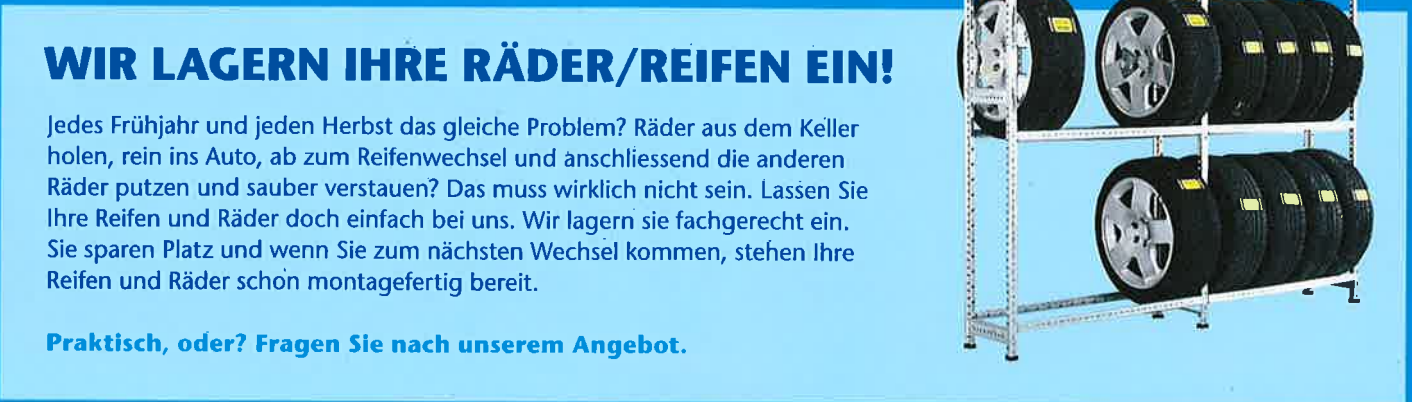 WIR LAGERN IHRE RÄDER/REIFEN EIN!
Jedes Frühjahr und jeden Herbst das gleiche Problem? Räder aus dem Keller
holen, rein ins Auto, ab zum Reifenwechsel und anschliessend die anderen
Räder putzen und sauber verstauen? Das muss wirklich nicht sein. Lassen Sie
Ihre Reifen und Räder doch einfach bei uns. Wir lagern sie fachgerecht ein.
Sie sparen Platz und wenn Sie zum nächsten Wechsel kommen, stehen Ihre
Reifen und Räder schon montagefertig bereit.
Praktisch, oder? Fragen Sie nach unserem Angebot.